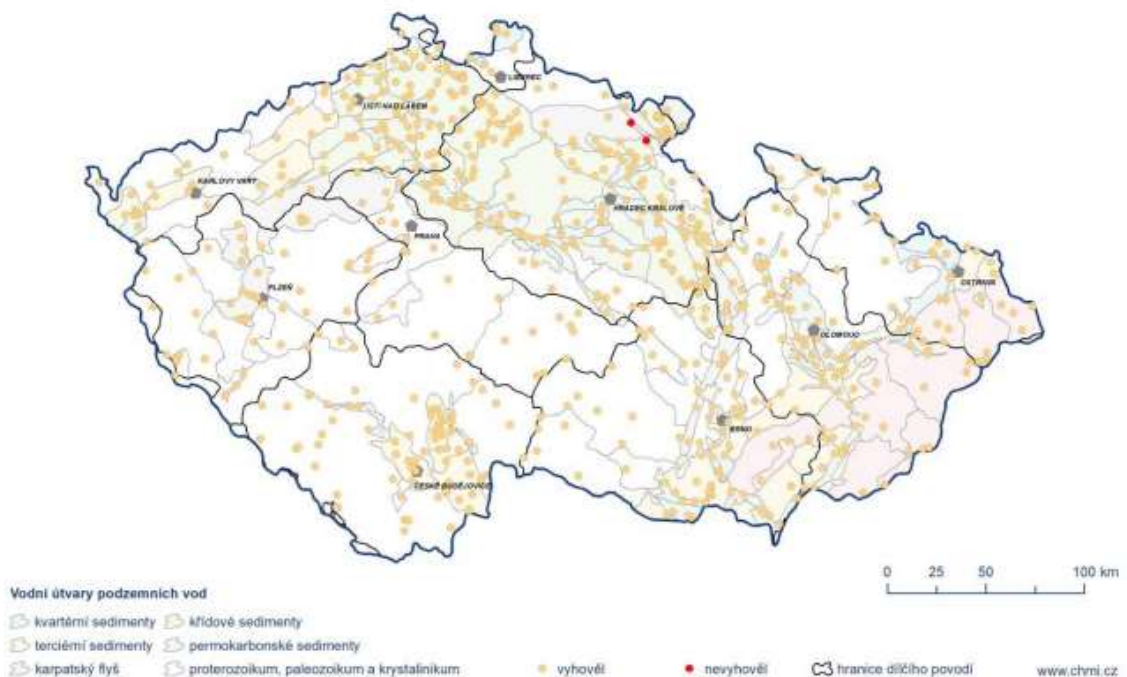 LIBEREC
ÚSTÍ NAD LABEM
KARLOVY VARY
HRADEC KRÁLOVÉ
PRAHA
PLZEŇ
OSTRAVA
OLOMOUC
BRNO
ČESKÉ BUDĚJOVICE
0 25 50 100 km
Vodní útvary podzemních vod
kvartérní sedimenty křídové sedimenty
terciérní sedimenty permokarbonské sedimenty
karpatský flyš proterozoikum, paleozoikum a krystalinikum vyhověl nevyhověl hranice dílčího povodí www.chmi.cz